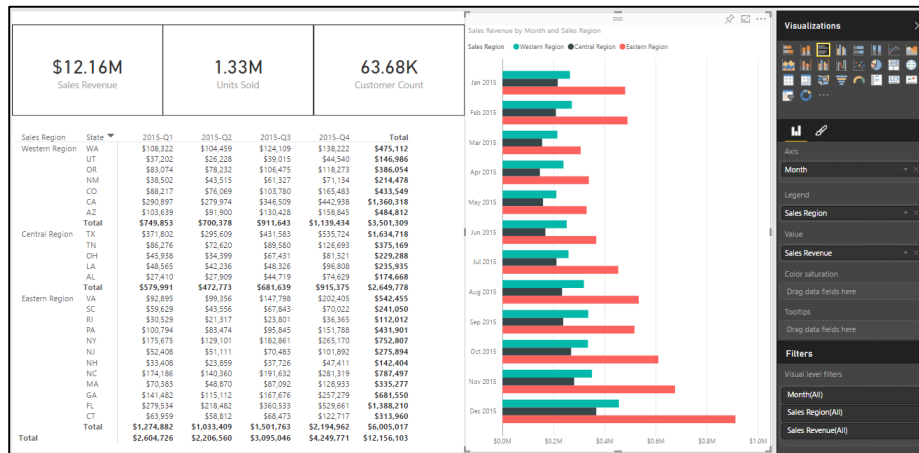 $12.16M
Sales Revenue
1.33M
Units Sold
63.68K
Customer Count
Sales Region State 2015-Q1 2015-Q2 2015-Q3 2015-Q4 Total
Western Region WA $108,322 $104,459 $124,109 $138,222 $475,112
UT $37,202 $26,228 $39,015 $44,540 $146,986
OR $83,074 $78,232 $106,475 $118,273 $386,054
NM $38,502 $43,515 $61,327 $71,134 $214,478
CO $88,217 $76,069 $103,780 $165,483 $433,549
CA $290,897 $279,974 $346,509 $442,938 $1,360,318
AZ $103,639 $91,900 $130,428 $158,845 $484,812
Total $749,853 $700,378 $911,643 $1,139,434 $3,501,309
Central Region TX $371,802 $295,609 $431,583 $535,724 $1,634,718
TN $86,276 $72,620 $89,580 $126,693 $375,169
OH $45,938 $34,399 $67,431 $81,521 $229,288
LA $48,565 $42,236 $48,326 $96,808 $235,935
AL $27,410 $27,909 $44,719 $74,629 $174,668
Total $579,991 $472,773 $681,639 $915,375 $2,649,778
Eastern Region VA $92,895 $99,356 $147,798 $202,405 $542,455
SC $59,629 $43,556 $67,843 $70,022 $241,050
RI $30,529 $21,317 $23,801 $36,365 $112,012
PA $100,794 $83,474 $95,845 $151,788 $431,901
NY $175,675 $129,101 $182,861 $265,170 $752,807
NJ $52,408 $51,111 $70,483 $101,892 $275,894
NH $33,408 $23,859 $37,726 $47,411 $142,404
NC $174,186 $140,360 $191,632 $281,319 $787,497
MA $70,383 $48,870 $87,092 $128,933 $335,277
GA $141,482 $115,112 $167,676 $257,279 $681,550
FL $279,534 $218,482 $360,533 $529,661 $1,388,210
CT $63,959 $58,812 $68,473 $122,717 $313,960
Total $1,274,882 $1,033,409 $1,501,763 $2,194,962 $6,005,017
Total $2,604,726 $2,206,560 $3,095,046 $4,249,771 $12,156,103
Sales Revenue by Month and Sales Region
Sales Region Western Region Central Region Eastern Region
Jan 2015
Feb 2015
Mar 2015
Apr 2015
May 2015
Jun 2015
Jul 2015
Aug 2015
Sep 2015
Oct 2015
Nov 2015
Dec 2015
$0.0M $0.2M $0.4M $0.6M $0.8M $1.0M
Visualizations
Axis
Month
Legend
Sales Region
Value
Sales Revenue
Color saturation
Drag data fields here
Tooltips
Drag data fields here
Filters
Visual level filters
Month(All)
Sales Region(All)
Sales Revenue(All)